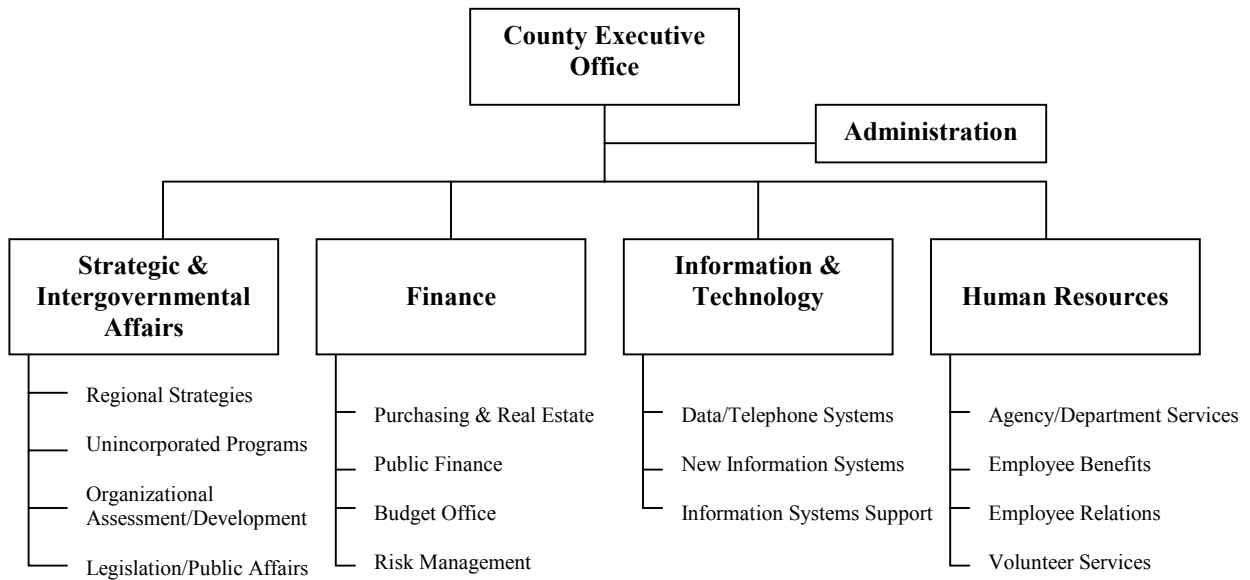 County Executive
Office
Administration
Strategic &
Intergovernmental
Affairs
Finance
Information &
Technology
Human Resources
Regional Strategies
Unincorporated Programs
Organizational
Assessment/Development
Legislation/Public Affairs
Purchasing & Real Estate
Public Finance
Budget Office
Risk Management
Data/Telephone Systems
New Information Systems
Information Systems Support
Agency/Department Services
Employee Benefits
Employee Relations
Volunteer Services